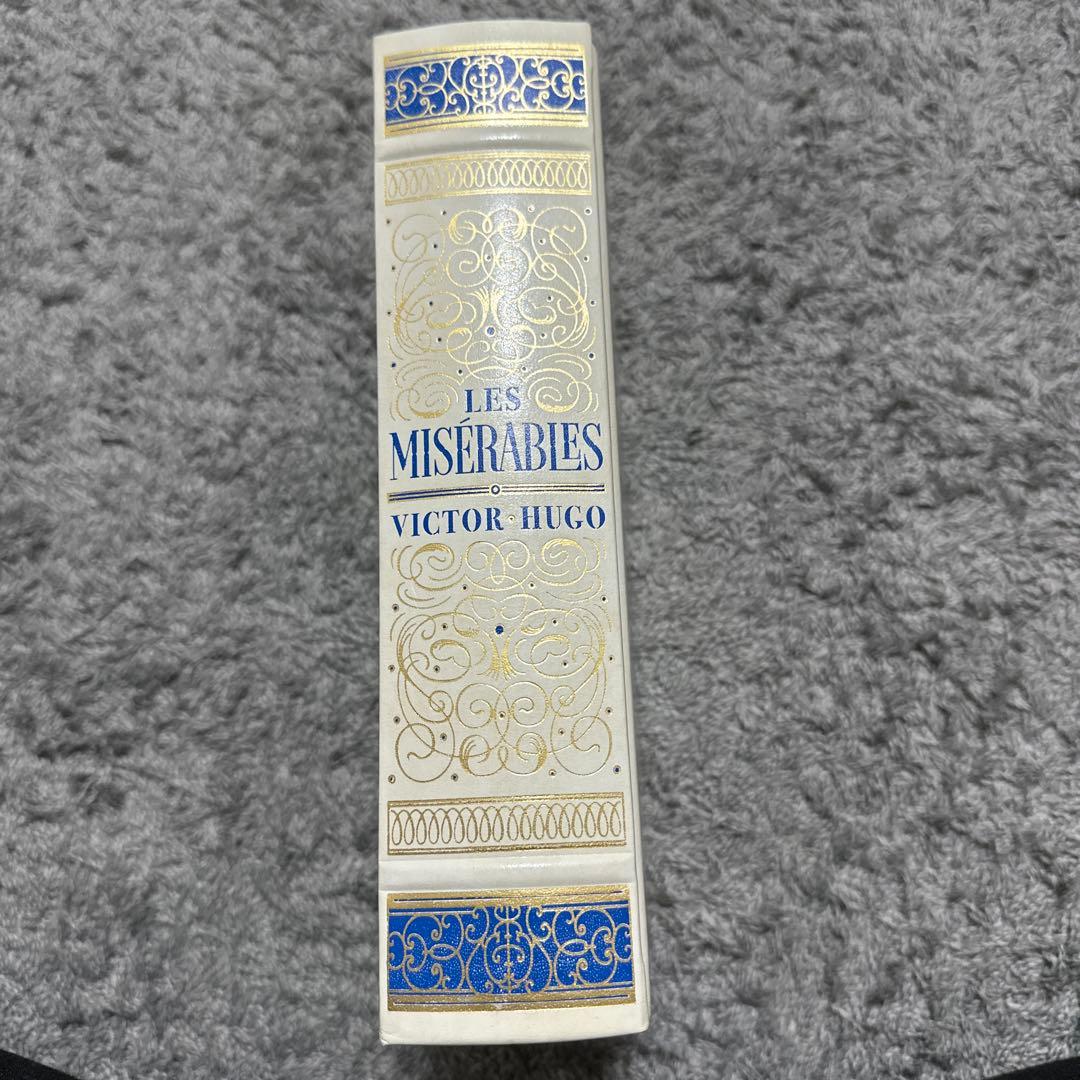 LES
MISÉRABLES
VICTOR · HUGO